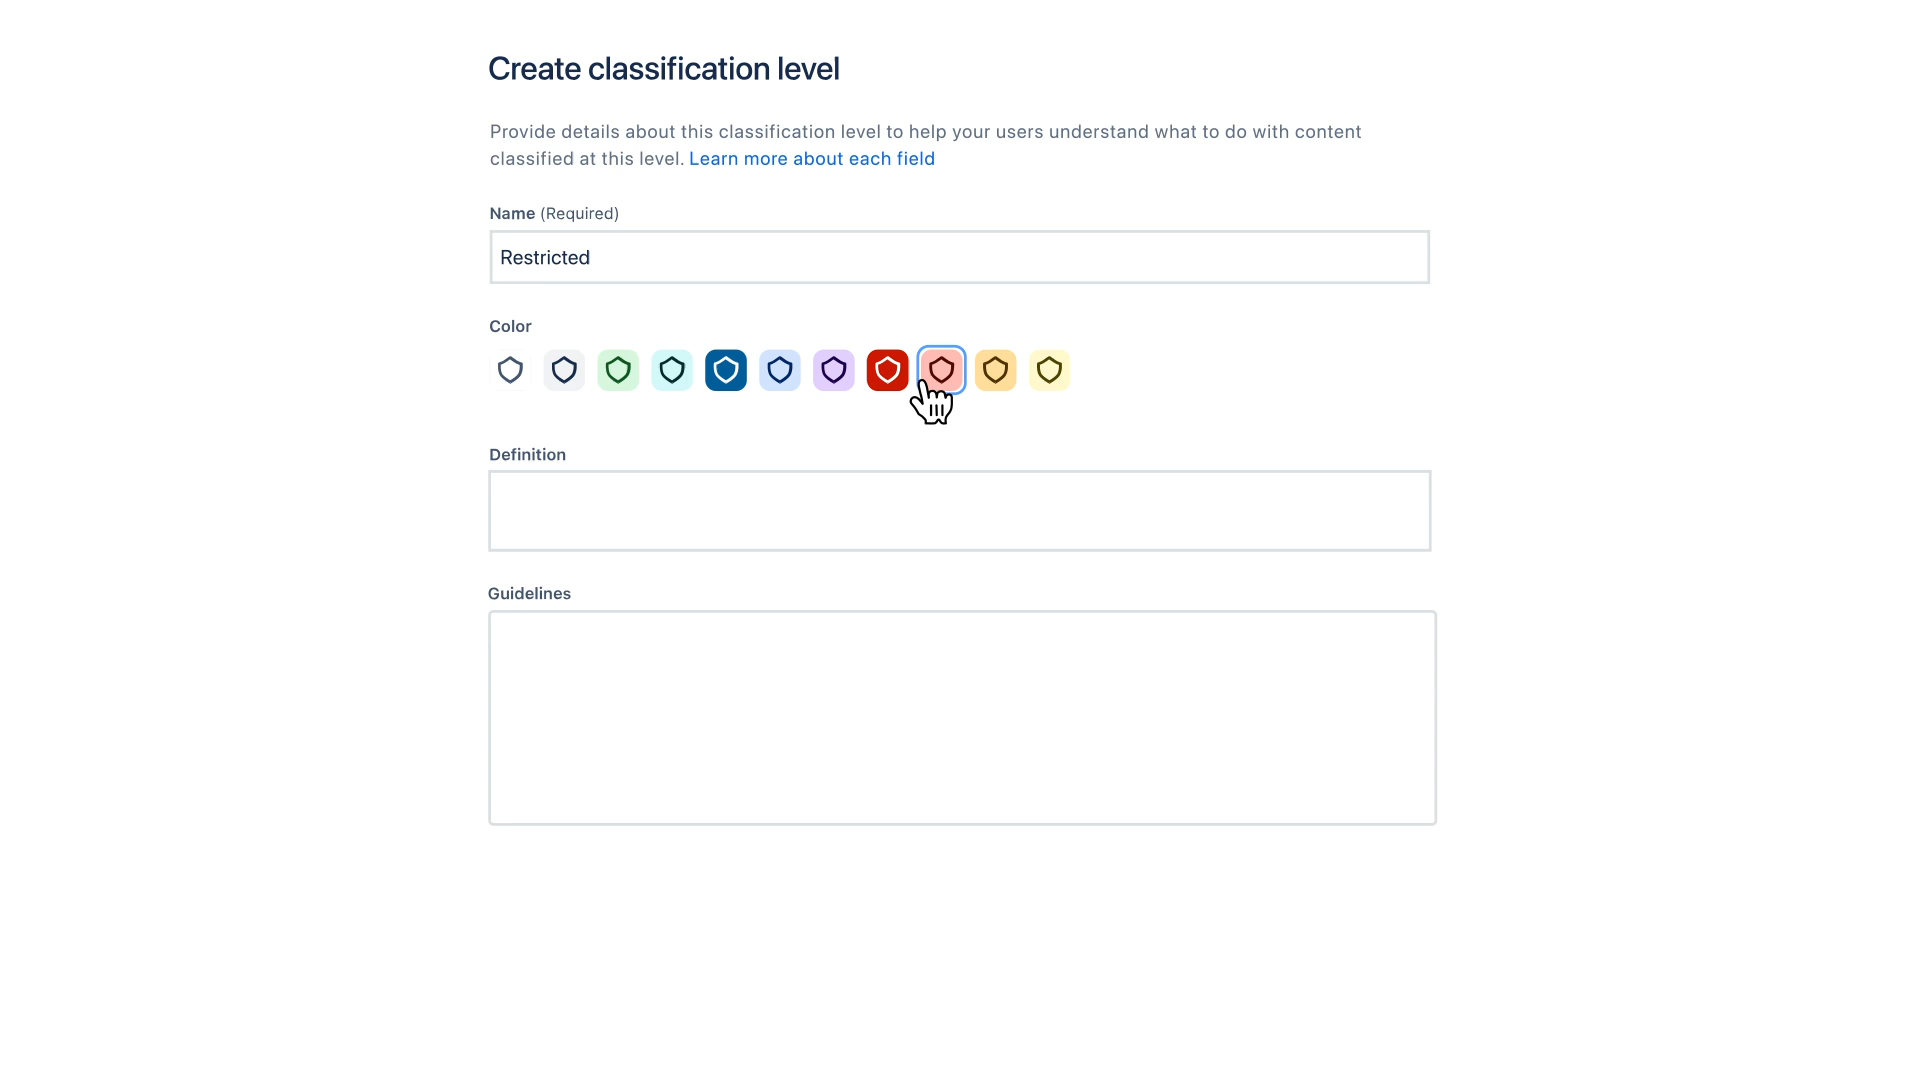 Create classification level
Provide details about this classification level to help your users understand what to do with content
classified at this level. Learn more about each field
Name (Required)
Restricted
Color
Definition
Guidelines